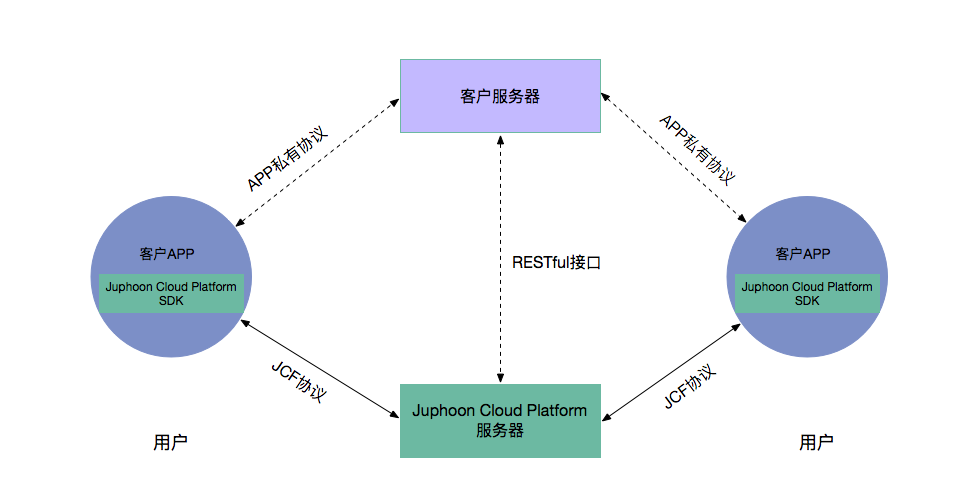 客户服务器
APP私有协议
APP私有协议
客户APP
Juphoon Cloud Platform
SDK
RESTful接口
客户APP
Juphoon Cloud Platform
SDK
JCF协议
JCF协议
Juphoon Cloud Platform
服务器
用户
用户